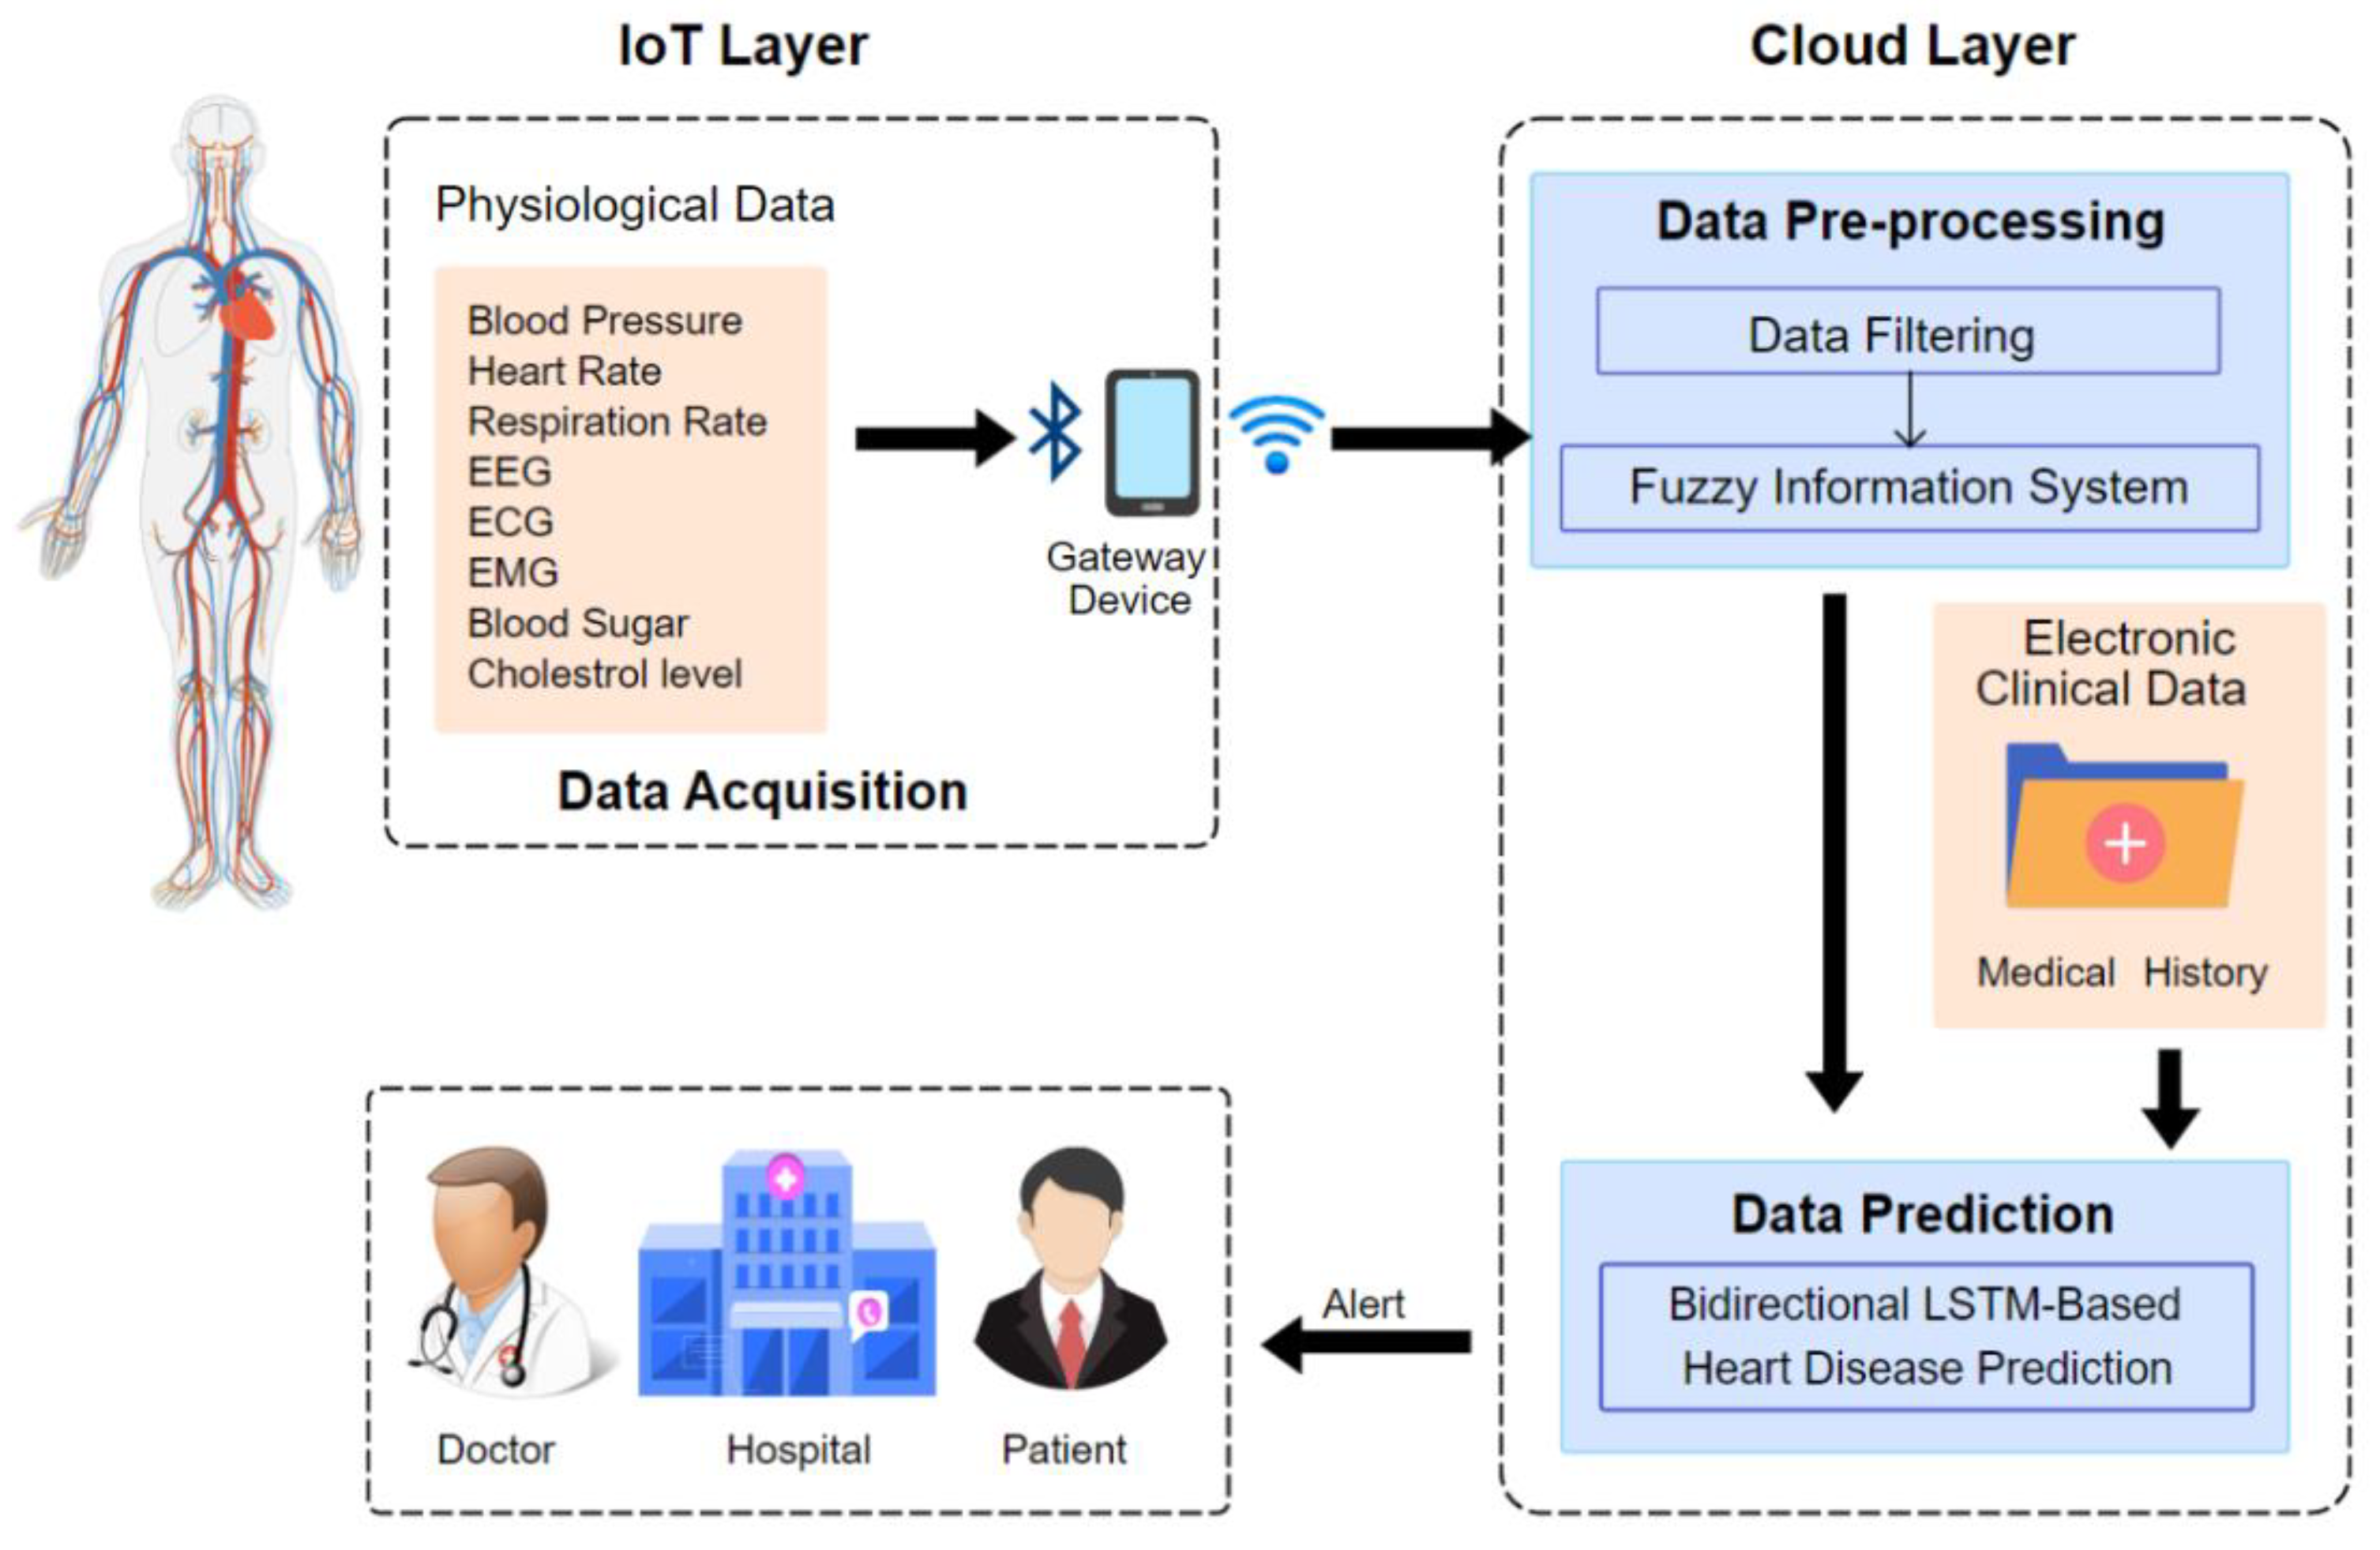 IoT Layer
Physiological Data
Blood Pressure
Heart Rate
Respiration Rate
EEG
ECG
EMG
Blood Sugar
Cholestrol level
Data Acquisition
Gateway
Device
Cloud Layer
Data Pre-processing
Data Filtering
Fuzzy Information System
Electronic
Clinical Data
Medical History
Data Prediction
Bidirectional LSTM-Based
Heart Disease Prediction
Alert
Doctor
Hospital
Patient